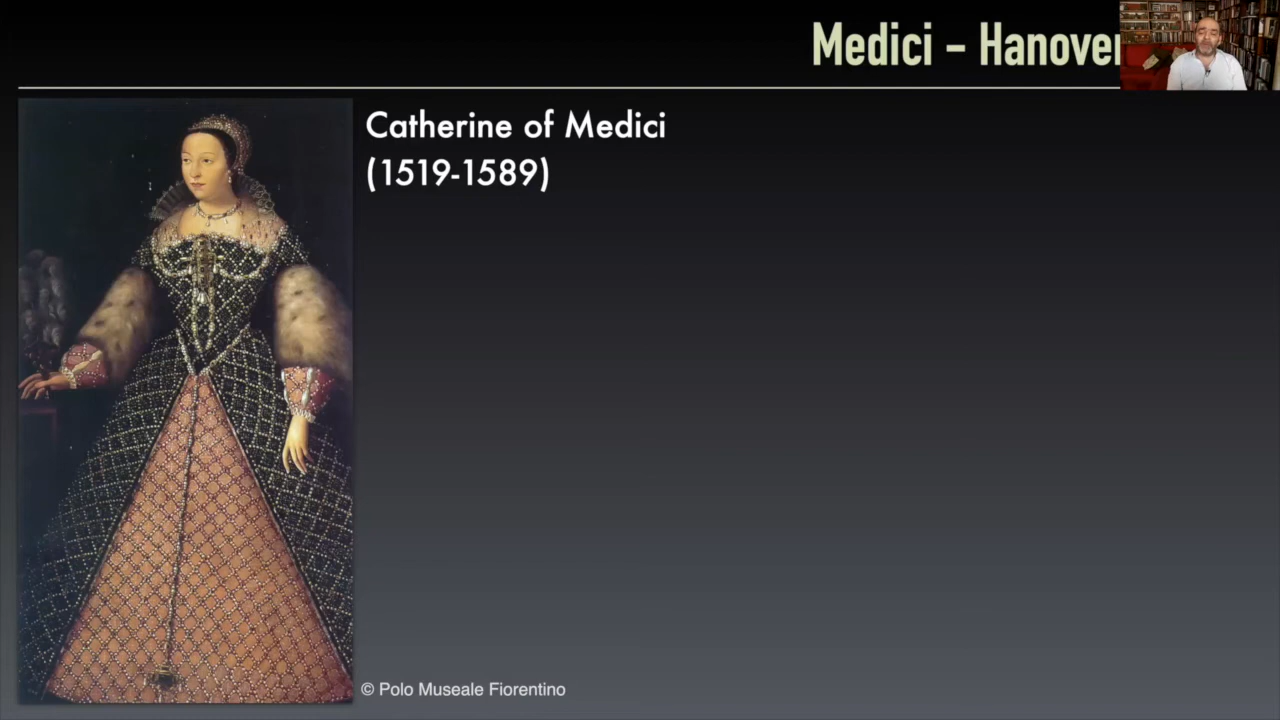 Medici – Hanover
Catherine of Medici
(1519-1589)
© Polo Museale Fiorentino